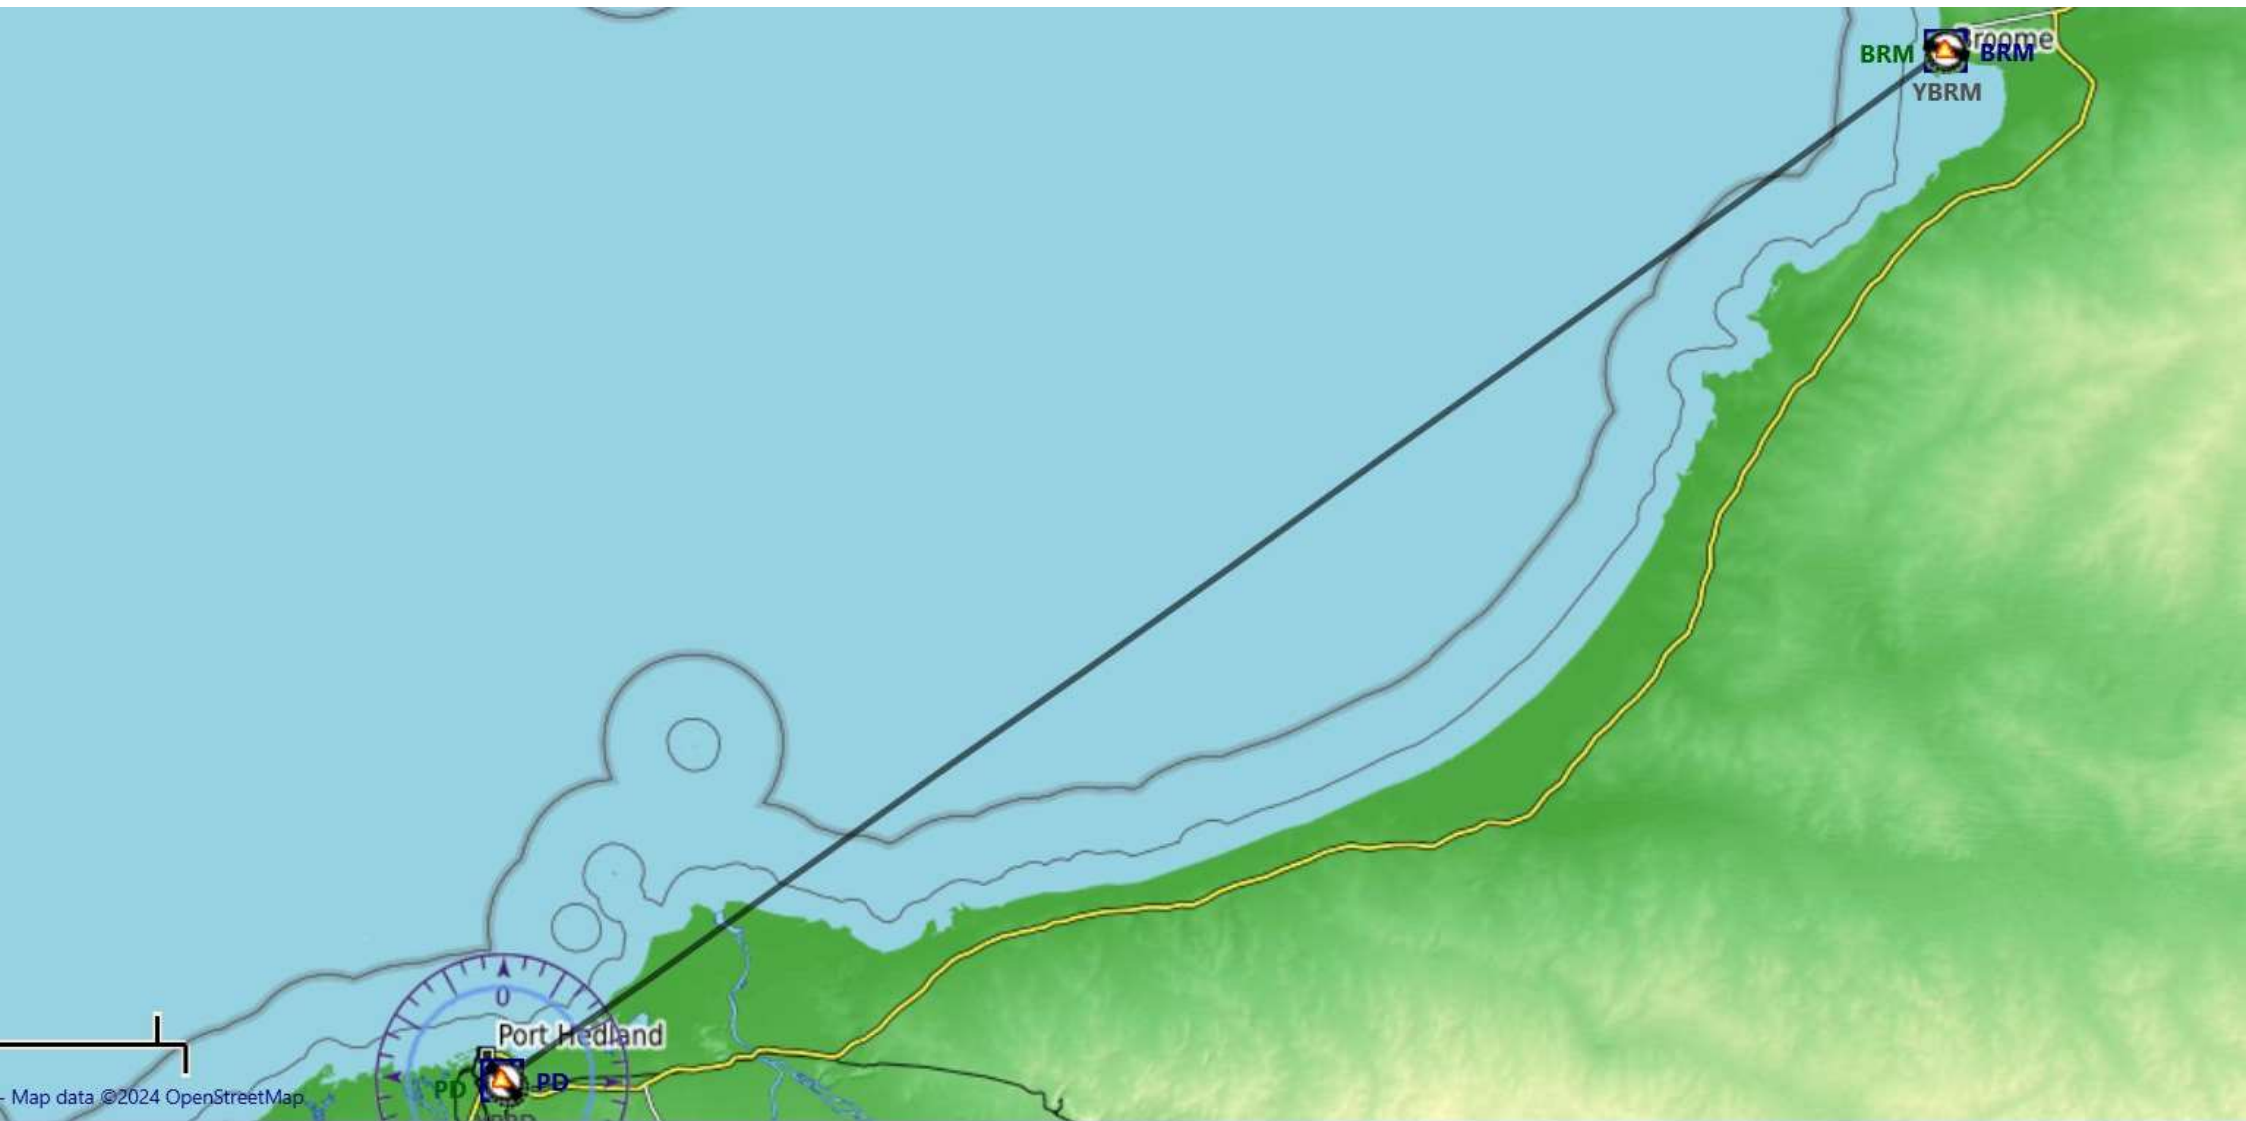 Broome
BRM
BRM
YBRM
0
Port Hedland
PD
PD
- Map data ©2024 OpenStreetMap